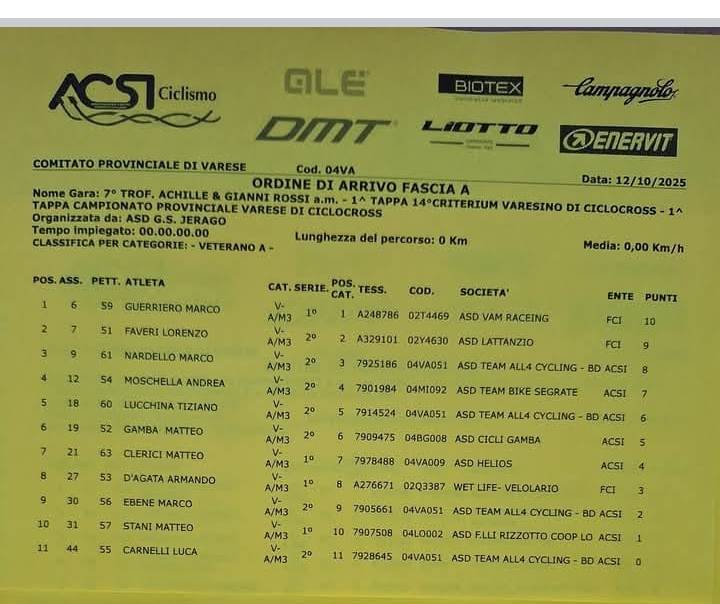 ACSI Ciclismo
ALÉ
BIOTEX
Campagnolo
DMT
LIOTTO
ENERVIT
COMITATO PROVINCIALE DI VARESE
Cod. 04VA
Data: 12/10/2025
ORDINE DI ARRIVO FASCIA A
Nome Gara: 7° TROF. ACHILLE & GIANNI ROSSI a.m. - 1^ TAPPA 14°CRITERIUM VARESINO DI CICLOCROSS - 1^
TAPPA CAMPIONATO PROVINCIALE VARESE DI CICLOCROSS
Organizzata da: ASD G.S. JERAGO
Tempo impiegato: 00.00.00.00
Lunghezza del percorso: 0 Km
Media: 0,00 Km/h
CLASSIFICA PER CATEGORIE: - VETERANO A -
POS. ASS. PETT. ATLETA CAT. SERIE. POS. CAT. TESS. COD. SOCIETA' ENTE PUNTI
1 6 59 GUERRIERO MARCO V-A/M3 1° 1 A248786 02T4469 ASD VAM RACEING FCI 10
2 7 51 FAVERI LORENZO V-A/M3 2° 2 A329101 02Y4630 ASD LATTANZIO FCI 9
3 9 61 NARDELLO MARCO V-A/M3 2° 3 7925186 04VA051 ASD TEAM ALL4 CYCLING - BD ACSI 8
4 12 54 MOSCHELLA ANDREA V-A/M3 2° 4 7901984 04MI092 ASD TEAM BIKE SEGRATE ACSI 7
5 18 60 LUCCHINA TIZIANO V-A/M3 2° 5 7914524 04VA051 ASD TEAM ALL4 CYCLING - BD ACSI 6
6 19 52 GAMBA MATTEO V-A/M3 2° 6 7909475 04BG008 ASD CICLI GAMBA ACSI 5
7 21 63 CLERICI MATTEO V-A/M3 1° 7 7978488 04VA009 ASD HELIOS ACSI 4
8 27 53 D'AGATA ARMANDO V-A/M3 1° 8 A276671 02Q3387 WET LIFE- VELOLARIO FCI 3
9 30 56 EBENE MARCO V-A/M3 2° 9 7905661 04VA051 ASD TEAM ALL4 CYCLING - BD ACSI 2
10 31 57 STANI MATTEO V-A/M3 1° 10 7907508 04LO002 ASD F.LLI RIZZOTTO COOP LO ACSI 1
11 44 55 CARNELLI LUCA V-A/M3 2° 11 7928645 04VA051 ASD TEAM ALL4 CYCLING - BD ACSI 0